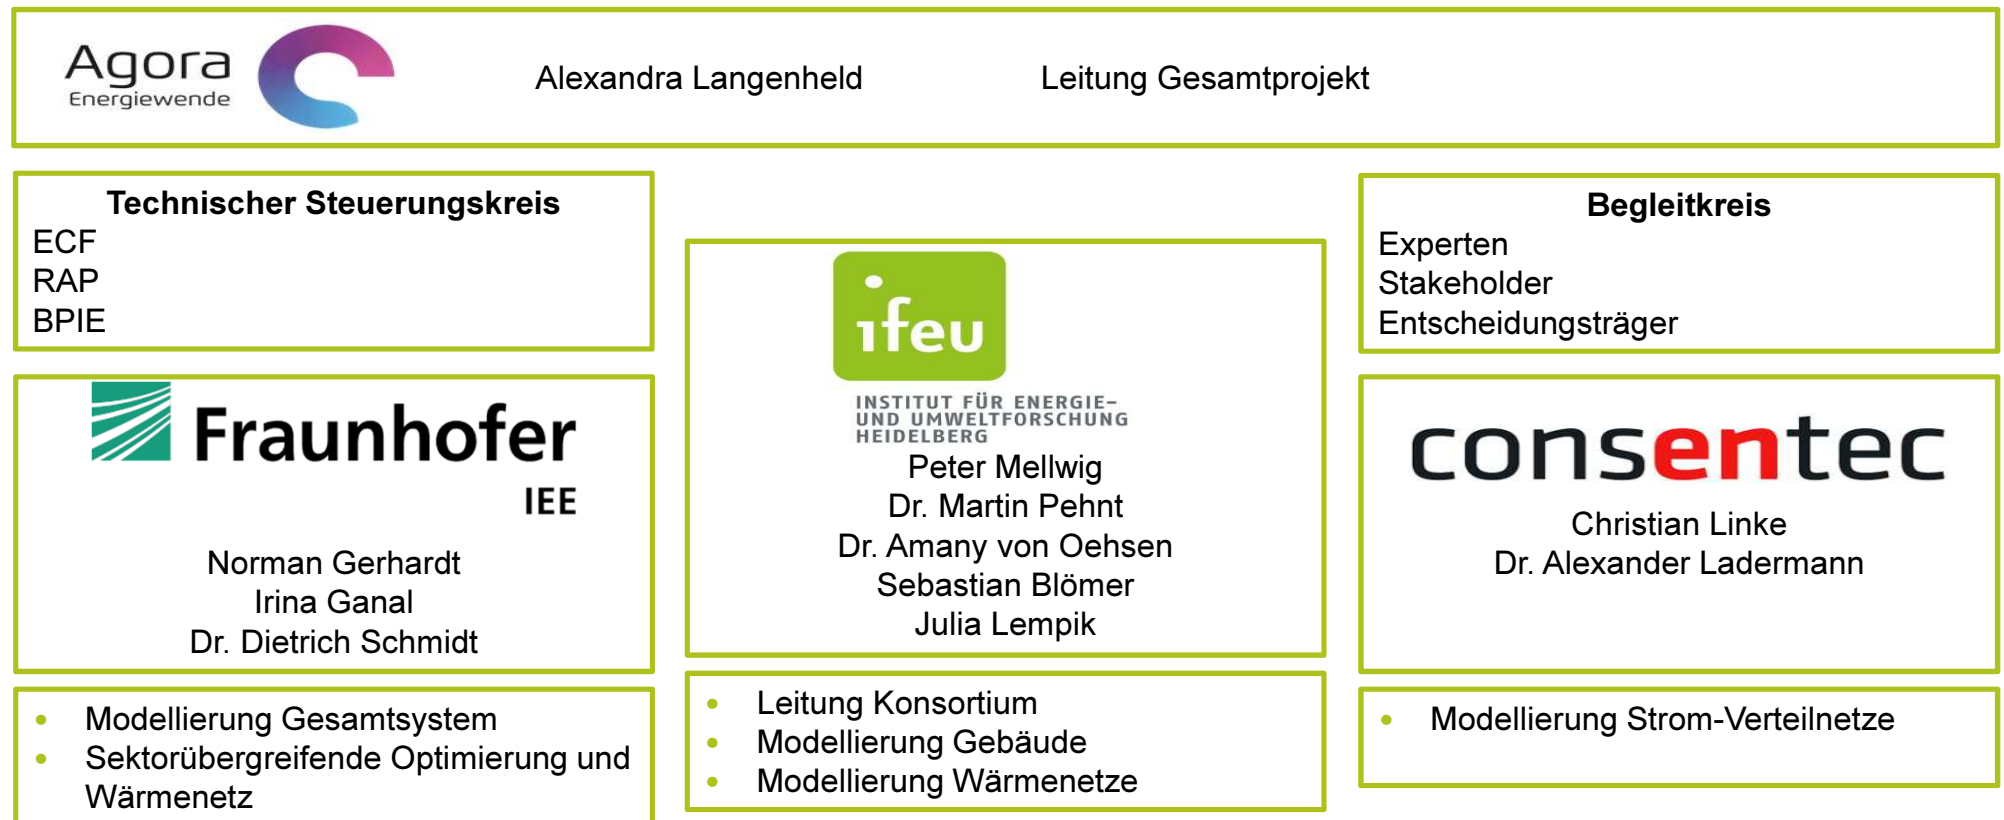 Agora
Energiewende
Alexandra Langenheld
Leitung Gesamtprojekt
Technischer Steuerungskreis
ECF
RAP
BPIE
Fraunhofer
IEE
Norman Gerhardt
Irina Ganal
Dr. Dietrich Schmidt
• Modellierung Gesamtsystem
• Sektorübergreifende Optimierung und
Wärmenetz
ifeu
INSTITUT FÜR ENERGIE-
UND UMWELTFORSCHUNG
HEIDELBERG
Peter Mellwig
Dr. Martin Pehnt
Dr. Amany von Oehsen
Sebastian Blömer
Julia Lempik
• Leitung Konsortium
• Modellierung Gebäude
• Modellierung Wärmenetze
Begleitkreis
Experten
Stakeholder
Entscheidungsträger
consentec
Christian Linke
Dr. Alexander Ladermann
• Modellierung Strom-Verteilnetze